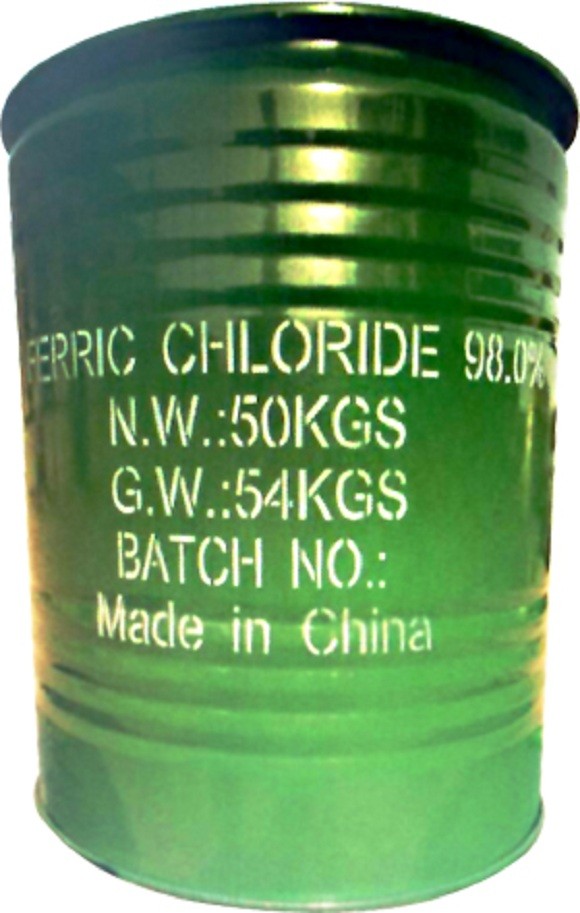 FERRIC CHLORIDE 98.0%
N.W.:50KGS
G.W.:54KGS
BATCH NO.:
Made in China